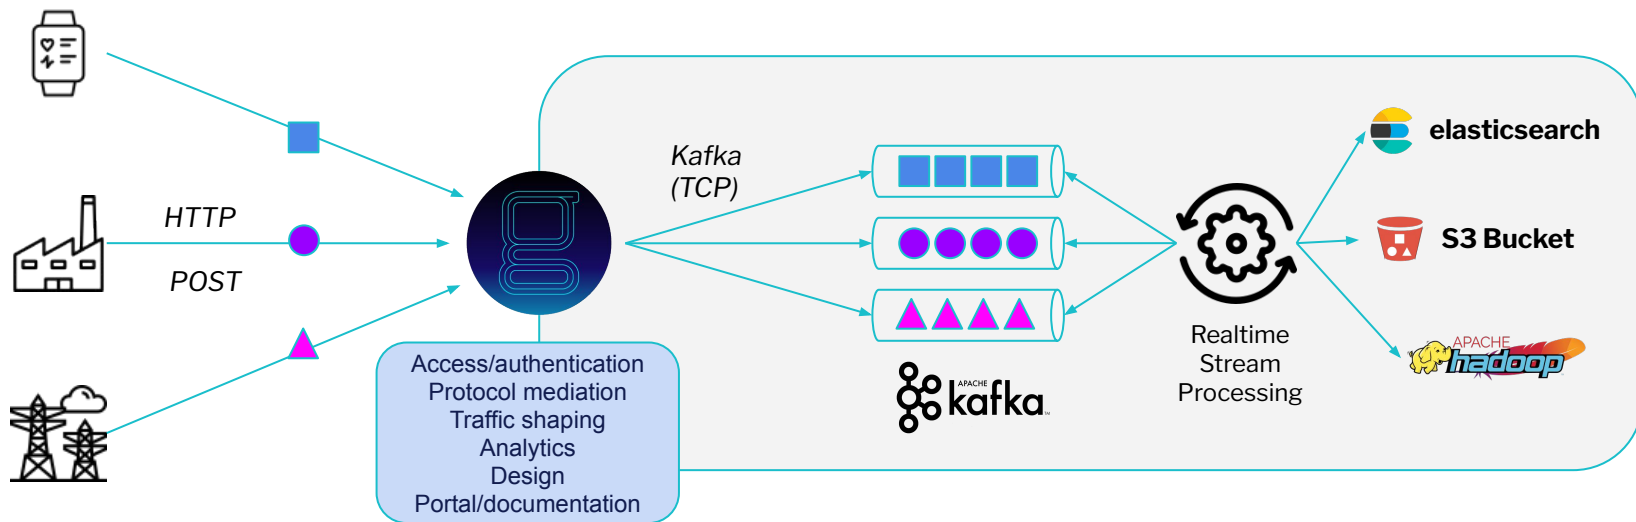 HTTP
POST
g
Access/authentication
Protocol mediation
Traffic shaping
Analytics
Design
Portal/documentation
Kafka
(TCP)
APACHE
kafka
TM
Realtime
Stream
Processing
elasticsearch
S3 Bucket
APACHE
hadoop